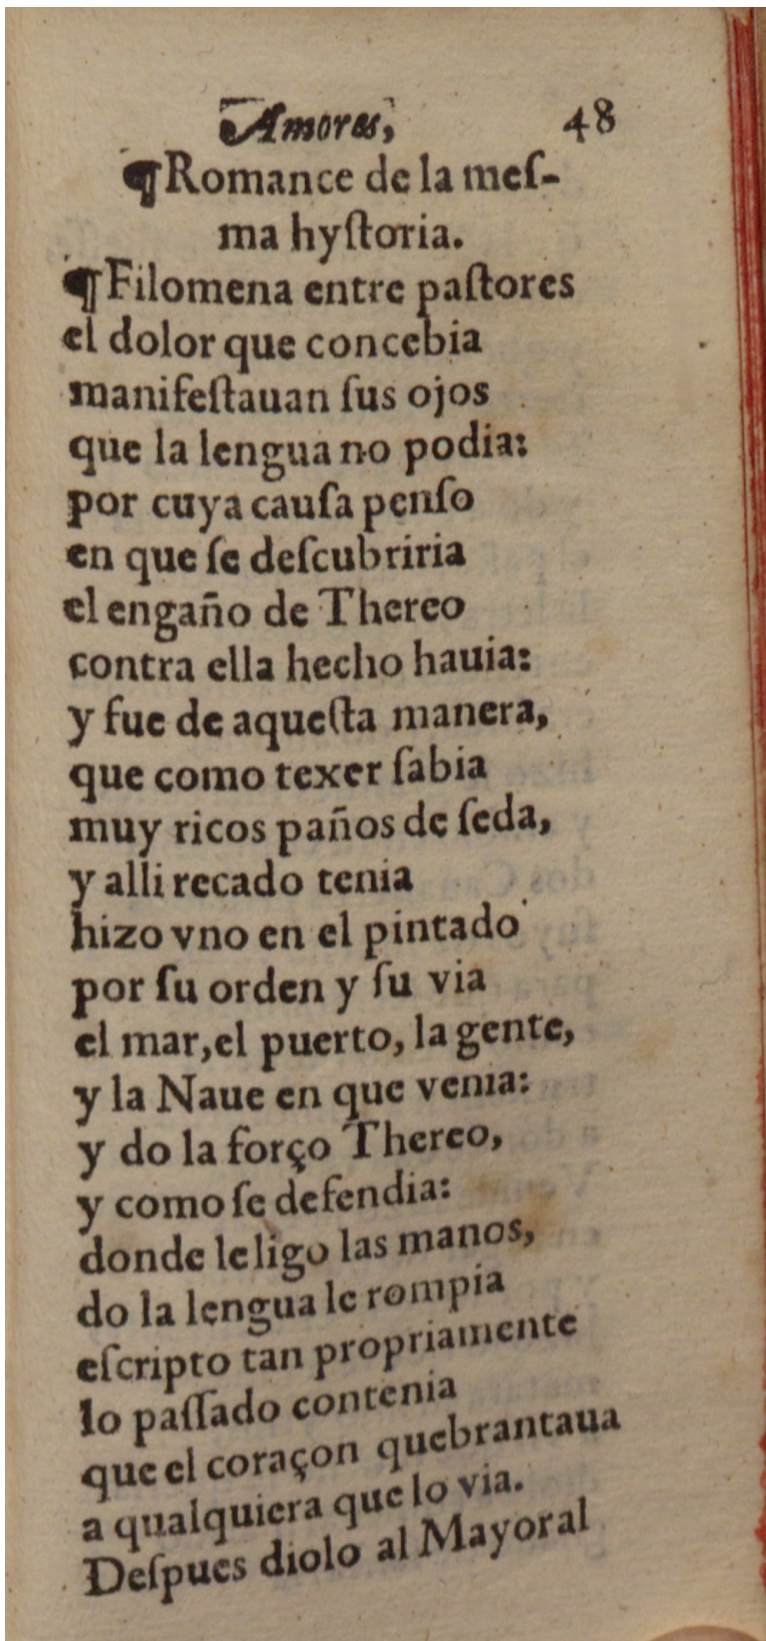 Amores, 48
¶Romance de la meſ-
ma hyſtoria.
¶Filomena entre paſtores
el dolor que concebia
manifeſtauan ſus ojos
que la lengua no podia:
por cuya cauſa penſo
en que ſe deſcubriria
el engaño de Thereo
contra ella hecho hauia:
y fue de aqueſta manera,
que como texer ſabia
muy ricos paños de ſeda,
y alli recado tenia
hizo vno en el pintado
por ſu orden y ſu via
el mar, el puerto, la gente,
y la Naue en que venia:
y do la forço Thereo,
y como ſe defendia:
donde le ligo las manos,
do la lengua le rompia
eſcripto tan propriamente
lo paſſado contenia
que el coraçon quebrantaua
a qualquiera que lo via.
Deſpues diolo al Mayoral